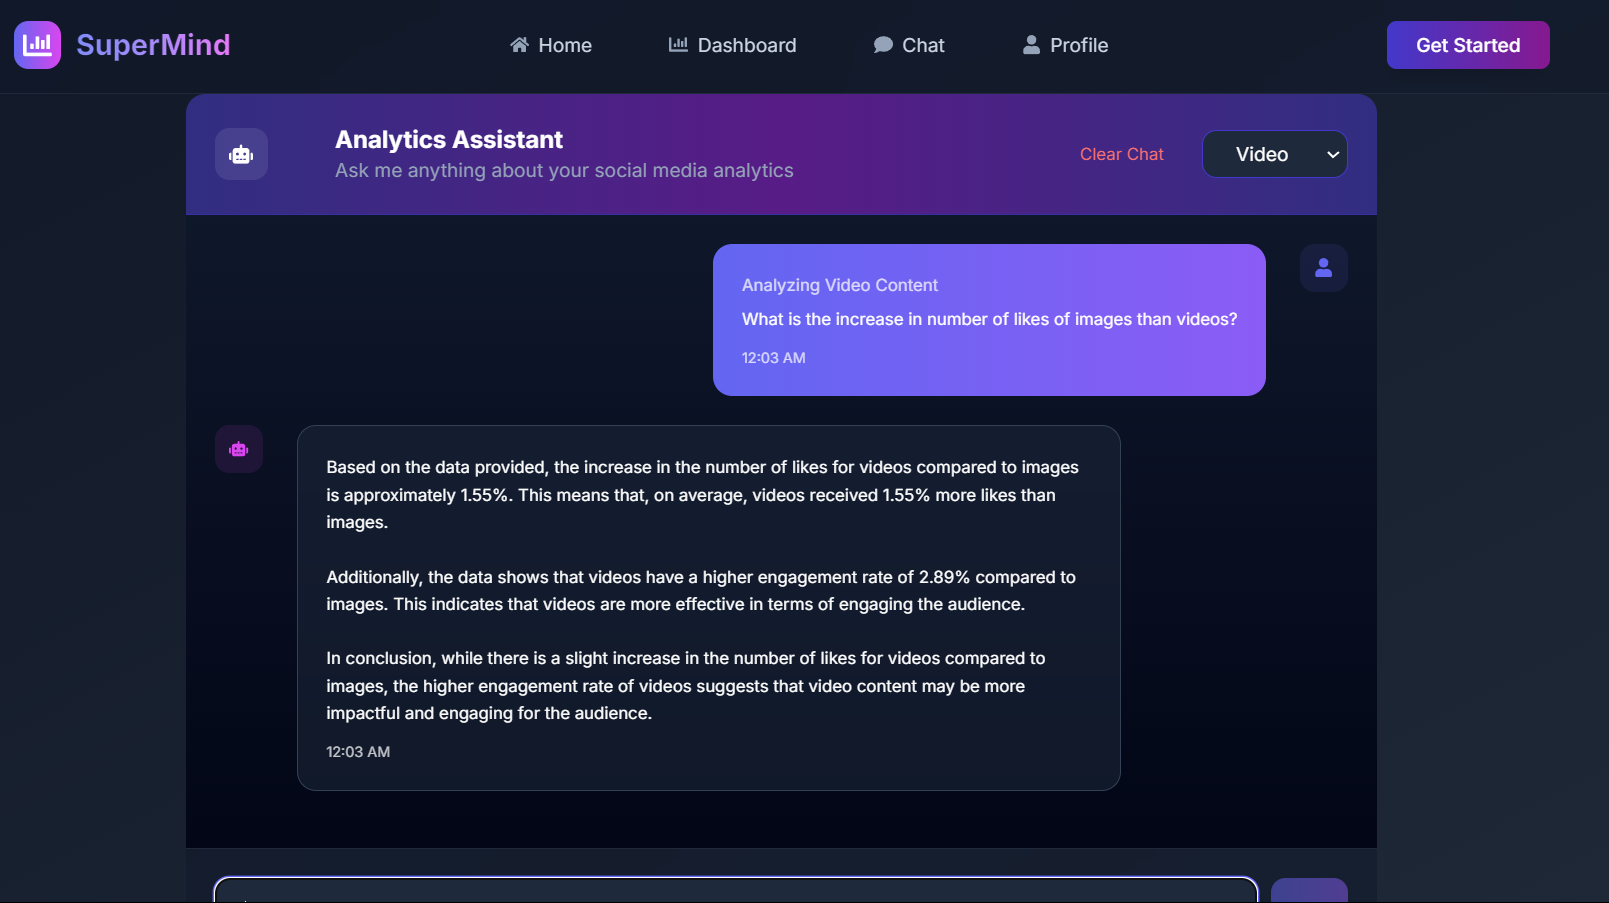 SuperMind
Home
Dashboard
Chat
Profile
Get Started
Analytics Assistant
Ask me anything about your social media analytics
Clear Chat
Video
Analyzing Video Content
What is the increase in number of likes of images than videos?
12:03 AM
Based on the data provided, the increase in the number of likes for videos compared to images
is approximately 1.55%. This means that, on average, videos received 1.55% more likes than
images.
Additionally, the data shows that videos have a higher engagement rate of 2.89% compared to
images. This indicates that videos are more effective in terms of engaging the audience.
In conclusion, while there is a slight increase in the number of likes for videos compared to
images, the higher engagement rate of videos suggests that video content may be more
impactful and engaging for the audience.
12:03 AM